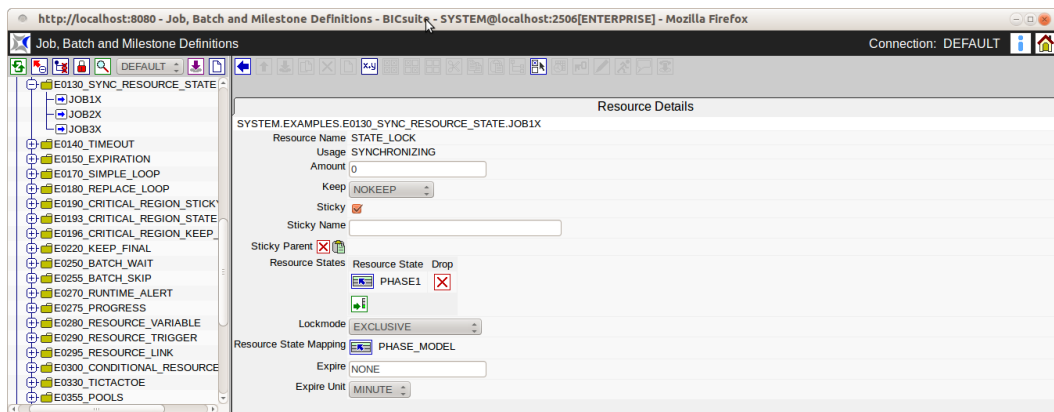 http://localhost:8080 - Job, Batch and Milestone Definitions - BICsuite - SYSTEM@localhost:2506[ENTERPRISE] - Mozilla Firefox
Job, Batch and Milestone Definitions
Connection: DEFAULT
DEFAULT
x,y
E0130_SYNC_RESOURCE_STATE
JOB1X
JOB2X
JOB3X
E0140_TIMEOUT
E0150_EXPIRATION
E0170_SIMPLE_LOOP
E0180_REPLACE_LOOP
E0190_CRITICAL_REGION_STICK
E0193_CRITICAL_REGION_STATE
E0196_CRITICAL_REGION_KEEP_
E0220_KEEP_FINAL
E0250_BATCH_WAIT
E0255_BATCH_SKIP
E0270_RUNTIME_ALERT
E0275_PROGRESS
E0280_RESOURCE_VARIABLE
E0290_RESOURCE_TRIGGER
E0295_RESOURCE_LINK
E0300_CONDITIONAL_RESOURCE
E0330_TICTACTOE
E0355_POOLS
Resource Details
SYSTEM.EXAMPLES.E0130_SYNC_RESOURCE_STATE.JOB1X
Resource Name STATE_LOCK
Usage SYNCHRONIZING
Amount 0
Keep NOKEEP
Sticky
Sticky Name
Sticky Parent
Resource States Resource State Drop
PHASE1
Lockmode EXCLUSIVE
Resource State Mapping PHASE_MODEL
Expire NONE
Expire Unit MINUTE